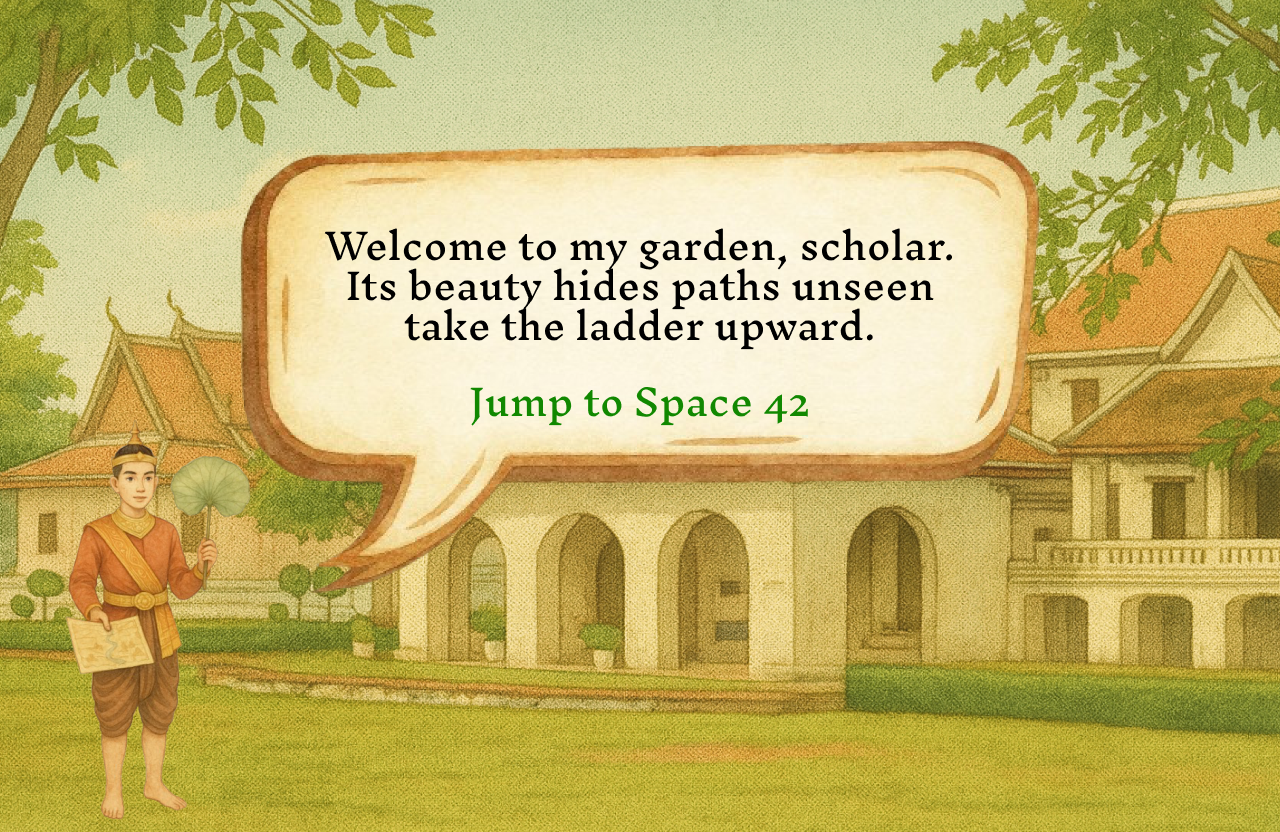 Welcome to my garden, scholar.
Its beauty hides paths unseen
take the ladder upward.
Jump to Space 42